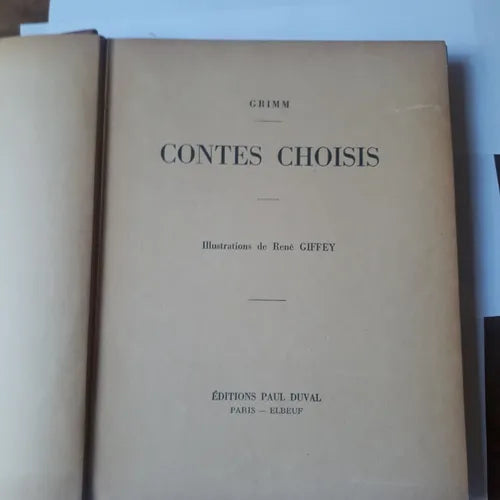 GRIMM
CONTES CHOISIS
Illustrations de René GIFFEY
ÉDITIONS PAUL DUVAL
PARIS — ELBEUF